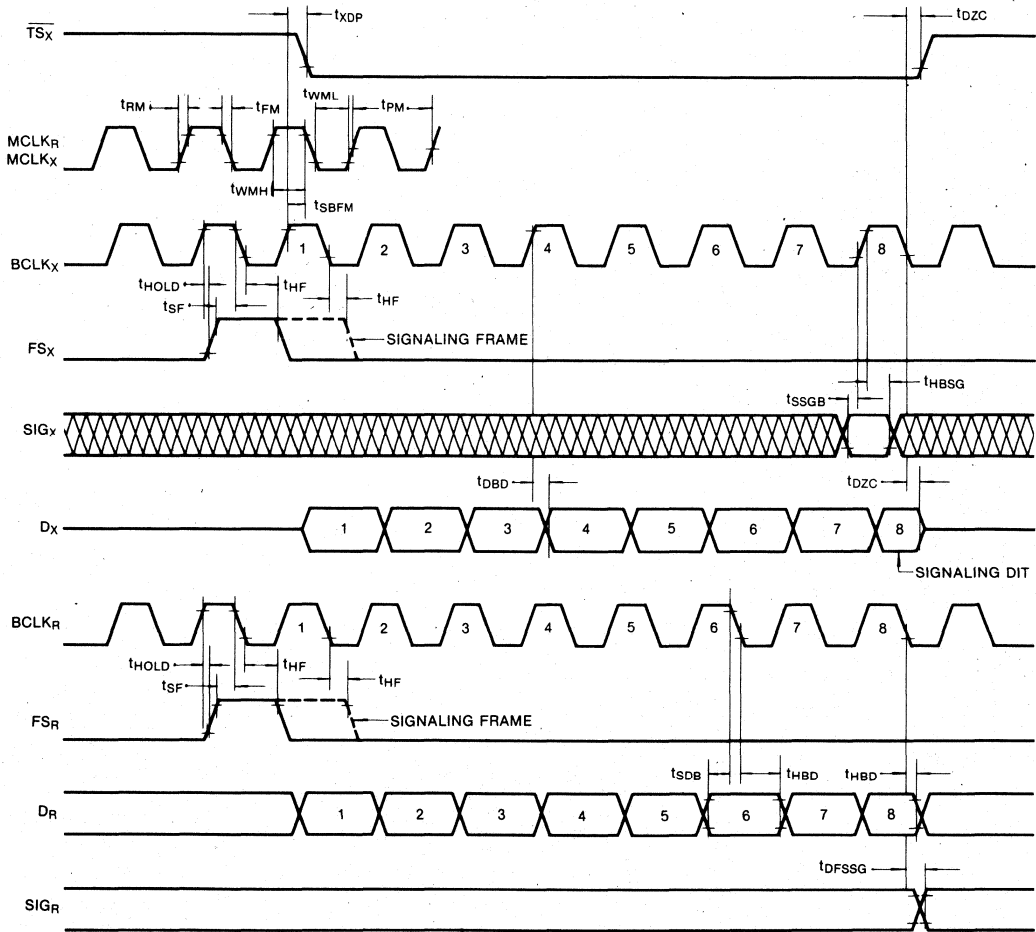 tXDP
tDZC
TSX
tRM
tFM
tWML
tPM
MCLKR
MCLKX
tWMH
tSBFM
1 2 3 4 5 6 7 8
BCLKX
tHOLD
tHF
tHF
tSF
SIGNALING FRAME
FSX
tHBSG
tSSGB
SIGX
tDBD
tDZC
DX
1 2 3 4 5 6 7 8
SIGNALING DIT
BCLKR
1 2 3 4 5 6 7 8
tHOLD
tHF
tHF
tSF
SIGNALING FRAME
FSR
tSDB
tHBD
tHBD
DR
1 2 3 4 5 6 7 8
tDFSSG
SIGR